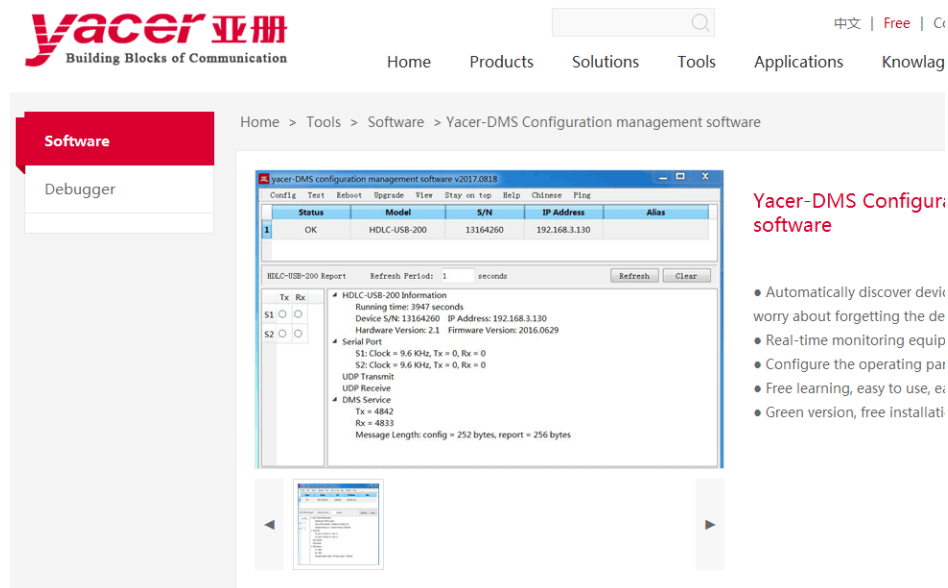 yacer 亚册
Building Blocks of Communication
中文 | Free |
Home Products Solutions Tools Applications
Software
Debugger
Home > Tools > Software > Yacer-DMS Configuration management software
yacer-DMS configuration management software v2017.0818
Config Test Reboot Upgrade View Stay on top Help Chinese Ping
Status Model S/N IP Address Alias
1 OK HDLC-USB-200 13164260 192.168.3.130
HDLC-USB-200 Report Refresh Period: 1 seconds Refresh Clear
Tx Rx
S1
S2
HDLC-USB-200 Information
Running time: 3947 seconds
Device S/N: 13164260 IP Address: 192.168.3.130
Hardware Version: 2.1 Firmware Version: 2016.0629
Serial Port
S1: Clock = 9.6 KHz, Tx = 0, Rx = 0
S2: Clock = 9.6 KHz, Tx = 0, Rx = 0
UDP Transmit
UDP Receive
DMS Service
Tx = 4842
Rx = 4833
Message Length: config = 252 bytes, report = 256 bytes
Yacer-DMS
software
● Automatically discover
worry about forgetting the
● Real-time monitoring
● Configure the operating
● Free learning, easy to use,
● Green version, free